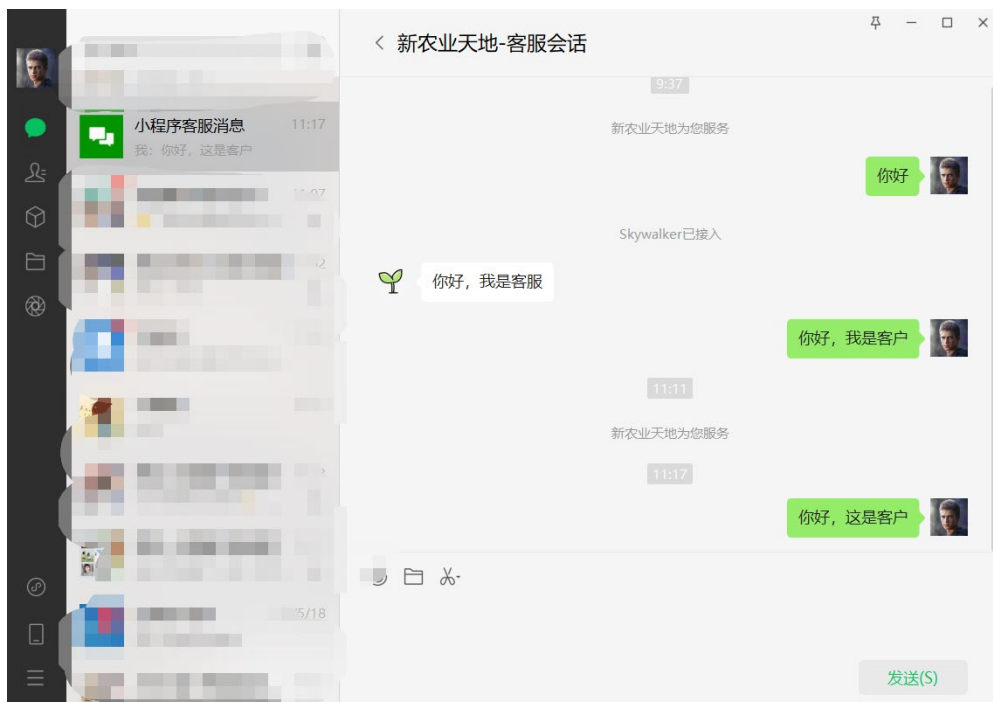 新农业天地-客服会话
小程序客服消息
11:17
我：你好，这是客户
5/18
9:37
新农业天地为您服务
你好
Skywalker已接入
你好，我是客服
你好，我是客户
11:11
新农业天地为您服务
11:17
你好，这是客户
发送(S)